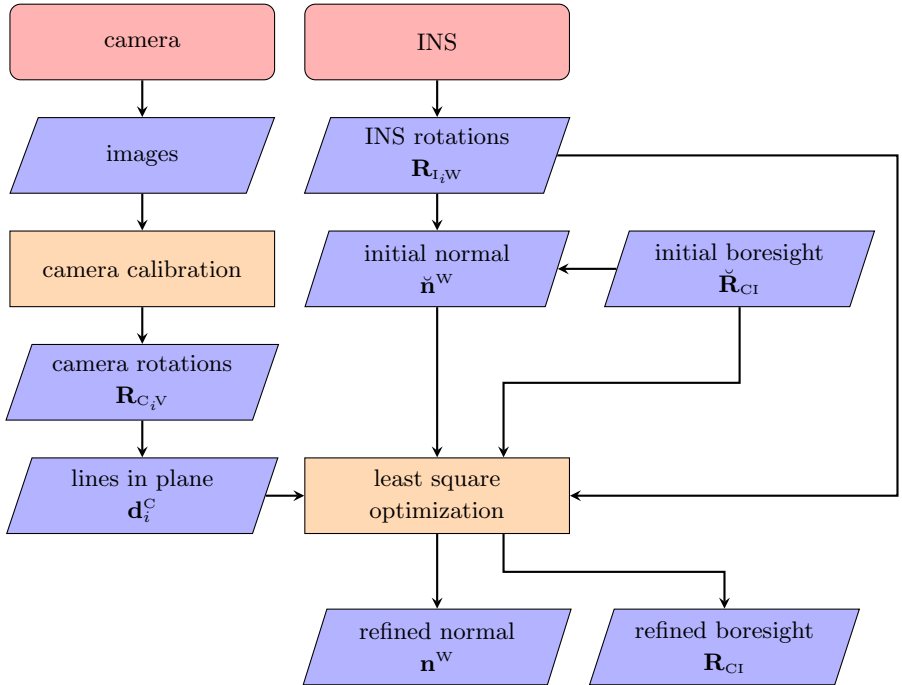 camera
INS
images
INS rotations
R_{I_iW}
camera calibration
initial normal
n̆^W
initial boresight
R̆_{CI}
camera rotations
R_{C_iV}
lines in plane
d_i^C
least square
optimization
refined normal
n^W
refined boresight
R_{CI}